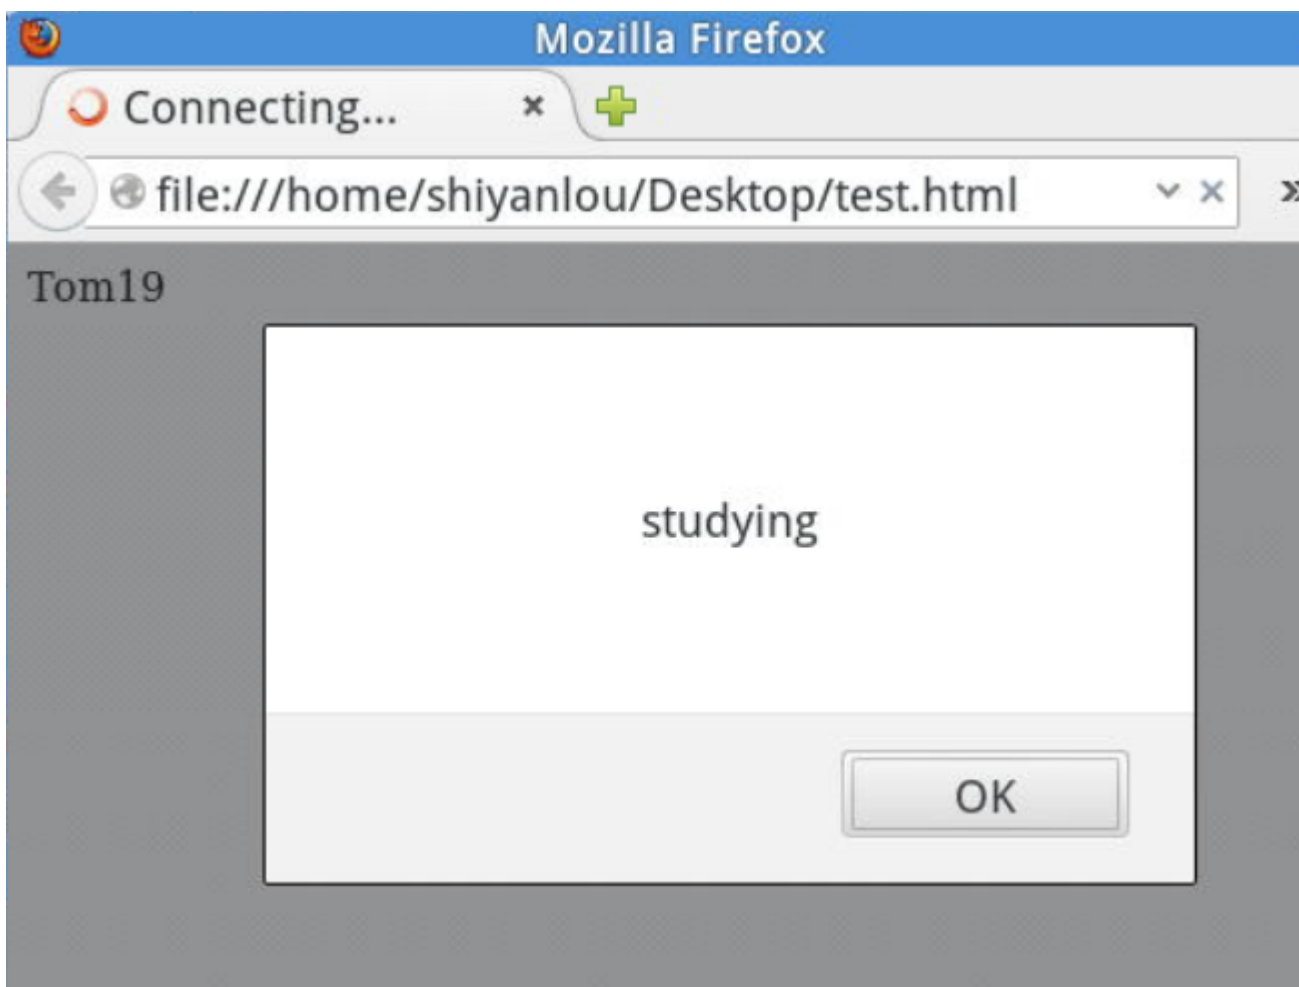 Mozilla Firefox
Connecting...
file:///home/shiyanlou/Desktop/test.html
Tom19
studying
OK